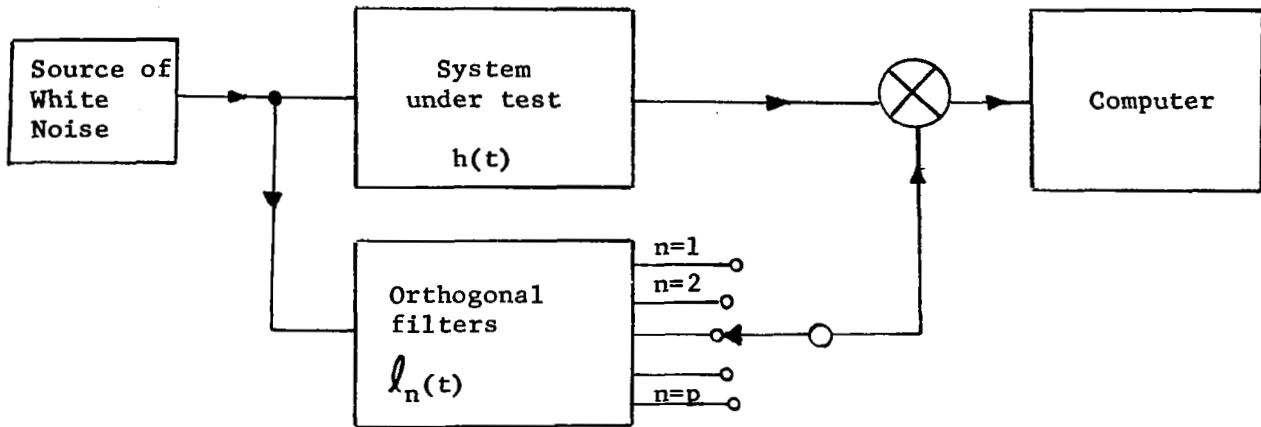 Source of
White
Noise
System
under test
h(t)
Computer
Orthogonal
filters
ℓn(t)
n=1
n=2
n=p